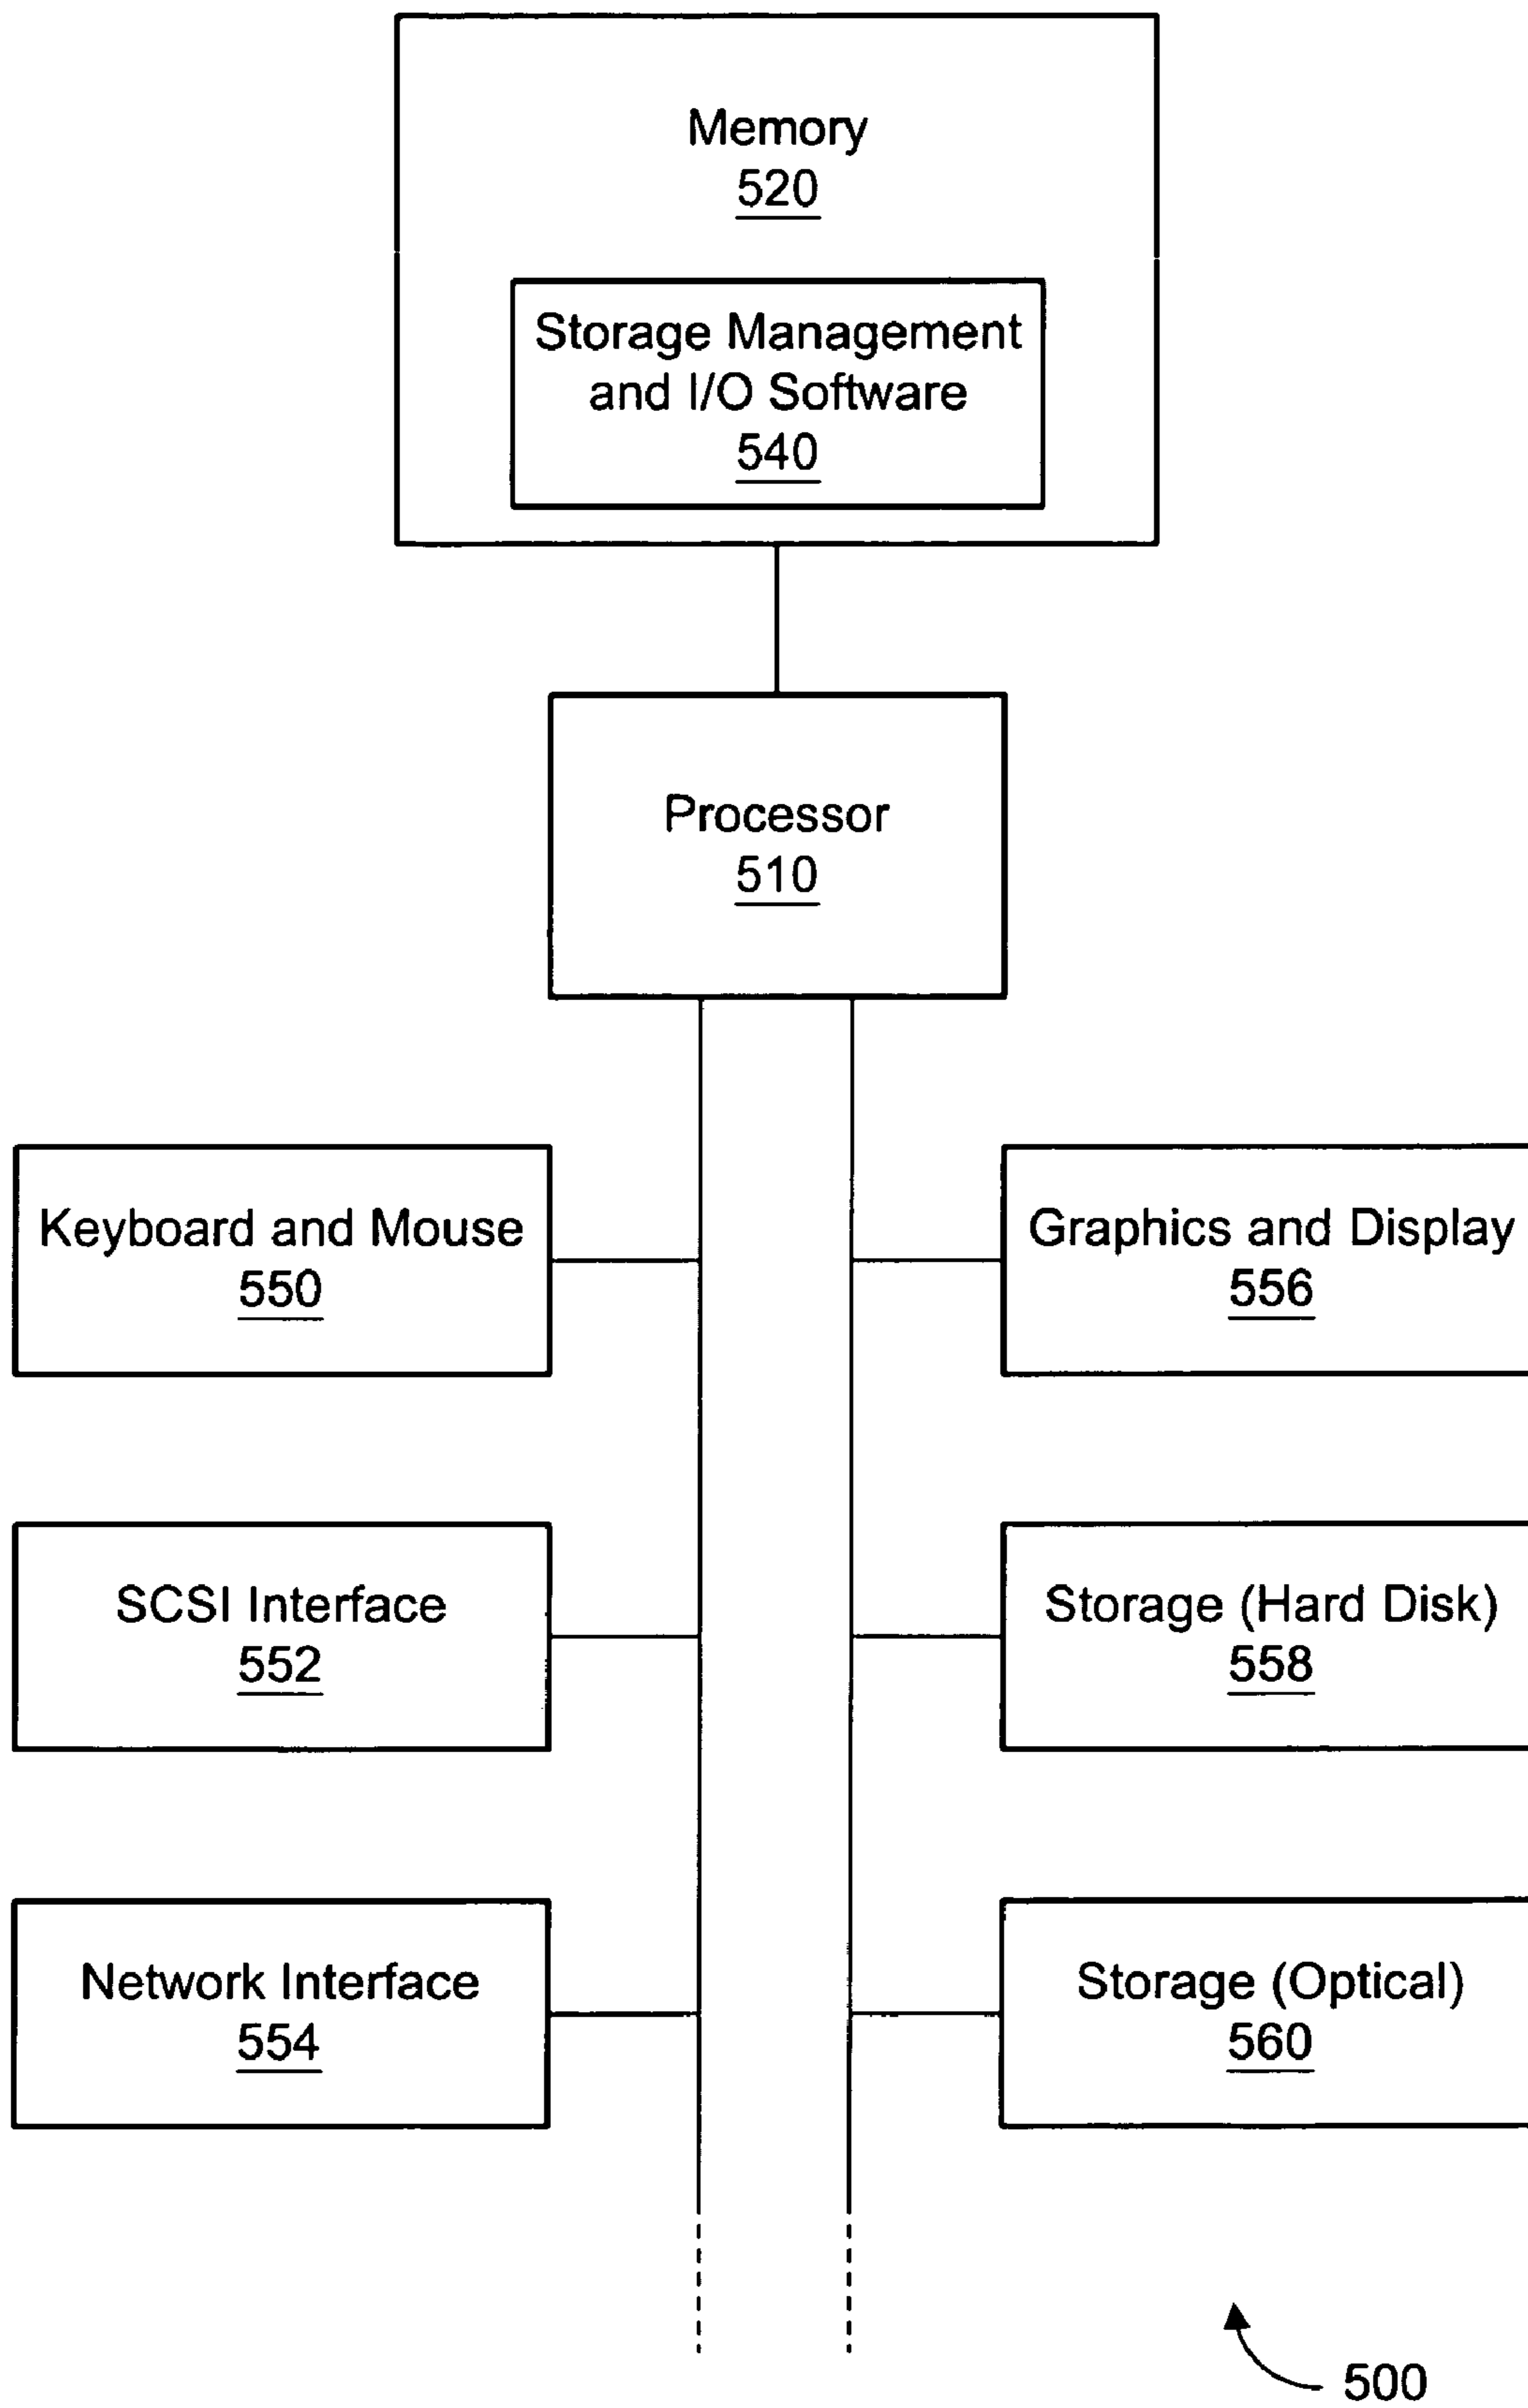 Memory
520
Storage Management
and I/O Software
540
Processor
510
Keyboard and Mouse
550
Graphics and Display
556
SCSI Interface
552
Storage (Hard Disk)
558
Network Interface
554
Storage (Optical)
560
500